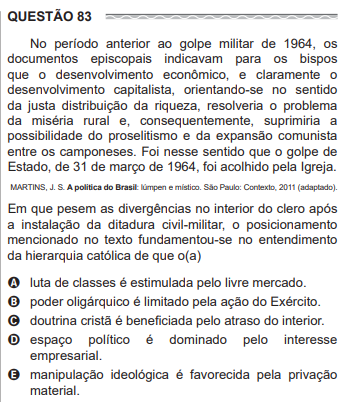 QUESTÃO 83
No período anterior ao golpe militar de 1964, os
documentos episcopais indicavam para os bispos
que o desenvolvimento econômico, e claramente o
desenvolvimento capitalista, orientando-se no sentido
da justa distribuição da riqueza, resolveria o problema
da miséria rural e, consequentemente, suprimiria a
possibilidade do proselitismo e da expansão comunista
entre os camponeses. Foi nesse sentido que o golpe de
Estado, de 31 de março de 1964, foi acolhido pela Igreja.
MARTINS, J. S. A política do Brasil: lúmpen e místico. São Paulo: Contexto, 2011 (adaptado).
Em que pesem as divergências no interior do clero após
a instalação da ditadura civil-militar, o posicionamento
mencionado no texto fundamentou-se no entendimento
da hierarquia católica de que o(a)
A luta de classes é estimulada pelo livre mercado.
B poder oligárquico é limitado pela ação do Exército.
C doutrina cristã é beneficiada pelo atraso do interior.
D espaço político é dominado pelo interesse
empresarial.
E manipulação ideológica é favorecida pela privação
material.